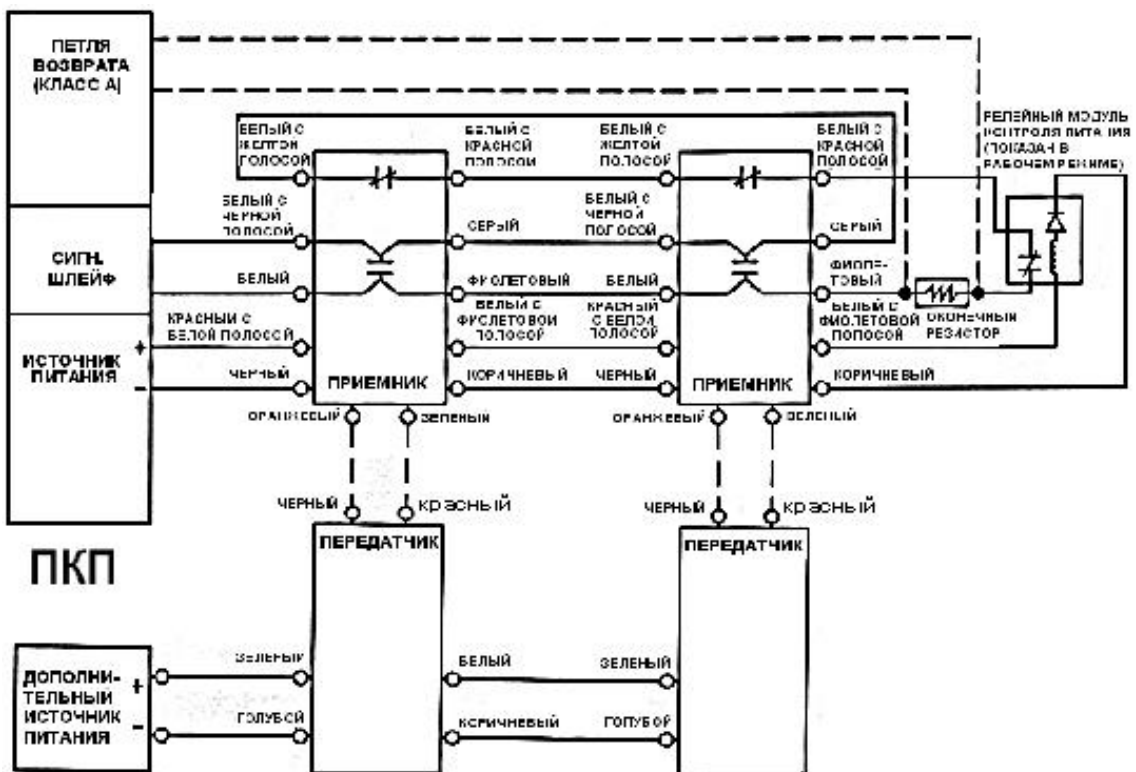 ПЕТЛЯ
ВОЗВРАТА
(КЛАСС А)
БЕЛЫЙ С
ЖЕЛТОЙ
ПОЛОСОЙ
БЕЛЫЙ С
КРАСНОЙ
ПОЛОСОЙ
БЕЛЫЙ С
ЖЕЛТОЙ
ПОЛОСОЙ
БЕЛЫЙ С
КРАСНОЙ
ПОЛОСОЙ
РЕЛЕЙНЫЙ МОДУЛЬ
КОНТРОЛЯ ПИТАНИЯ
(ПОКАЗАН В
РАБОЧЕМ РЕЖИМЕ)
БЕЛЫЙ С
ЧЕРНОЙ
ПОЛОСОЙ
СЕРЫЙ
БЕЛЫЙ С
ЧЕРНОЙ
ПОЛОСОЙ
СЕРЫЙ
СИГН.
ШЛЕЙФ
БЕЛЫЙ
ФИОЛЕТОВЫЙ
БЕЛЫЙ
ФИОЛЕ-
ТОВЫЙ
КРАСНЫЙ С
БЕЛОЙ ПОЛОСОЙ
БЕЛЫЙ С
ФИОЛЕТОВОЙ
ПОЛОСОЙ
КРАСНЫЙ
С БЕЛОЙ
ПОЛОСОЙ
БЕЛЫЙ С
ФИОЛЕТОВОЙ
ПОЛОСОЙ
ОКОНЕЧНЫЙ
РЕЗИСТОР
ИСТОЧНИК
ПИТАНИЯ
+
−
ЧЕРНЫЙ
ПРИЕМНИК
КОРИЧНЕВЫЙ
ЧЕРНЫЙ
ПРИЕМНИК
КОРИЧНЕВЫЙ
ОРАНЖЕВЫЙ
ЗЕЛЕНЫЙ
ОРАНЖЕВЫЙ
ЗЕЛЕНЫЙ
ЧЕРНЫЙ
красный
ЧЕРНЫЙ
красный
ПЕРЕДАТЧИК
ПЕРЕДАТЧИК
ПКП
ДОПОЛНИ-
ТЕЛЬНЫЙ
ИСТОЧНИК
ПИТАНИЯ
+
−
ЗЕЛЕНЫЙ
БЕЛЫЙ
ЗЕЛЕНЫЙ
ГОЛУБОЙ
КОРИЧНЕВЫЙ
ГОЛУБОЙ